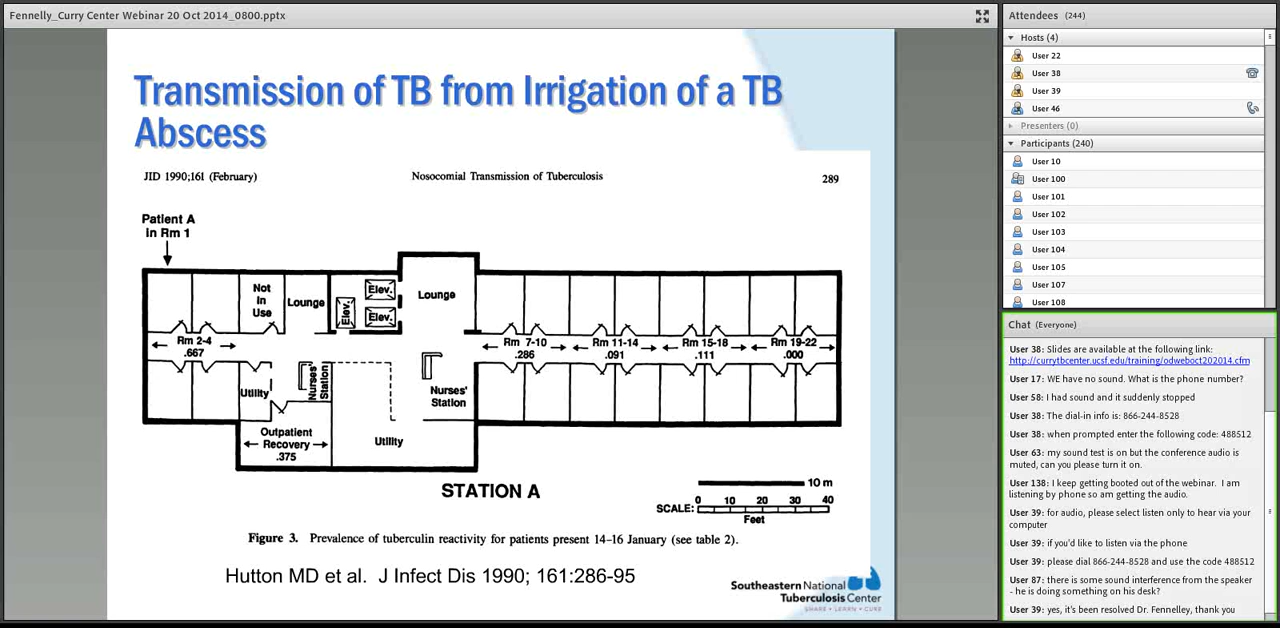 Fennelly_Curry Center Webinar 20 Oct 2014_0800.pptx
Transmission of TB from Irrigation of a TB
Abscess
JID 1990;161 (February)
Nosocomial Transmission of Tuberculosis
289
Patient A
in Rm 1
Not
In
Use
Lounge
Elev.
Elev.
Elev.
Lounge
Rm 2-4
.667
Rm 7-10
.286
Rm 11-14
.091
Rm 15-18
.111
Rm 19-22
.000
Utility
Nurses'
Station
Nurses'
Station
Outpatient
Recovery
.375
Utility
STATION A
10 m
SCALE:
0 10 20 30 40
Feet
Figure 3. Prevalence of tuberculin reactivity for patients present 14–16 January (see table 2).
Hutton MD et al. J Infect Dis 1990; 161:286-95
Southeastern National
Tuberculosis Center
SHARE • LEARN • CURE
Attendees (244)
Hosts (4)
User 22
User 38
User 39
User 46
Presenters (0)
Participants (240)
User 10
User 100
User 101
User 102
User 103
User 104
User 105
User 107
User 108
Chat (Everyone)
User 38: Slides are available at the following link:
http://currytbcenter.ucsf.edu/training/odweboct202014.cfm
User 17: WE have no sound. What is the phone number?
User 58: I had sound and it suddenly stopped
User 38: The dial-in info is: 866-244-8528
User 38: when prompted enter the following code: 488512
User 63: my sound test is on but the conference audio is
muted, can you please turn it on.
User 138: I keep getting booted out of the webinar. I am
listening by phone so am getting the audio.
User 39: for audio, please select listen only to hear via your
computer
User 39: if you'd like to listen via the phone
User 39: please dial 866-244-8528 and use the code 488512
User 87: there is some sound interference from the speaker
- he is doing something on his desk?
User 39: yes, it's been resolved Dr. Fennelley, thank you